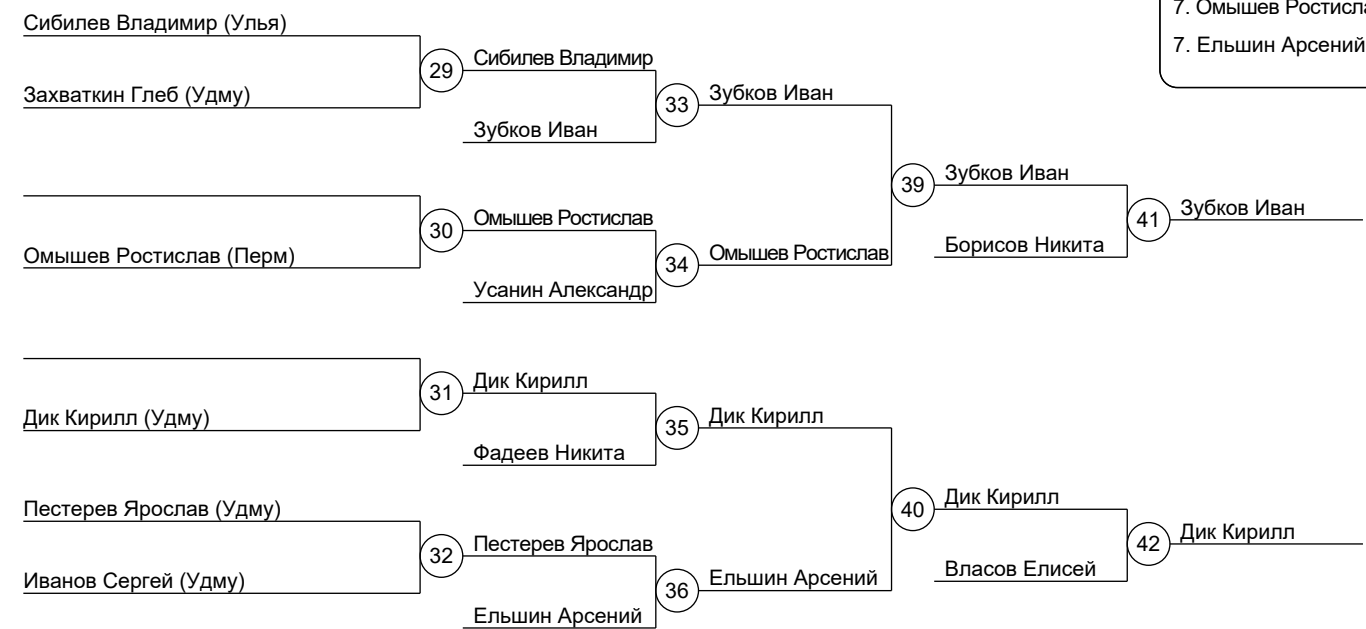 7. Омышев Ростисла
7. Ельшин Арсений
Сибилев Владимир (Улья)
29
Сибилев Владимир
Захваткин Глеб (Удму)
33
Зубков Иван
Зубков Иван
39
Зубков Иван
30
Омышев Ростислав
Омышев Ростислав (Перм)
34
Омышев Ростислав
Усанин Александр
Борисов Никита
41
Зубков Иван
31
Дик Кирилл
Дик Кирилл (Удму)
35
Дик Кирилл
Фадеев Никита
40
Дик Кирилл
Пестерев Ярослав (Удму)
32
Пестерев Ярослав
Иванов Сергей (Удму)
36
Ельшин Арсений
Ельшин Арсений
Власов Елисей
42
Дик Кирилл